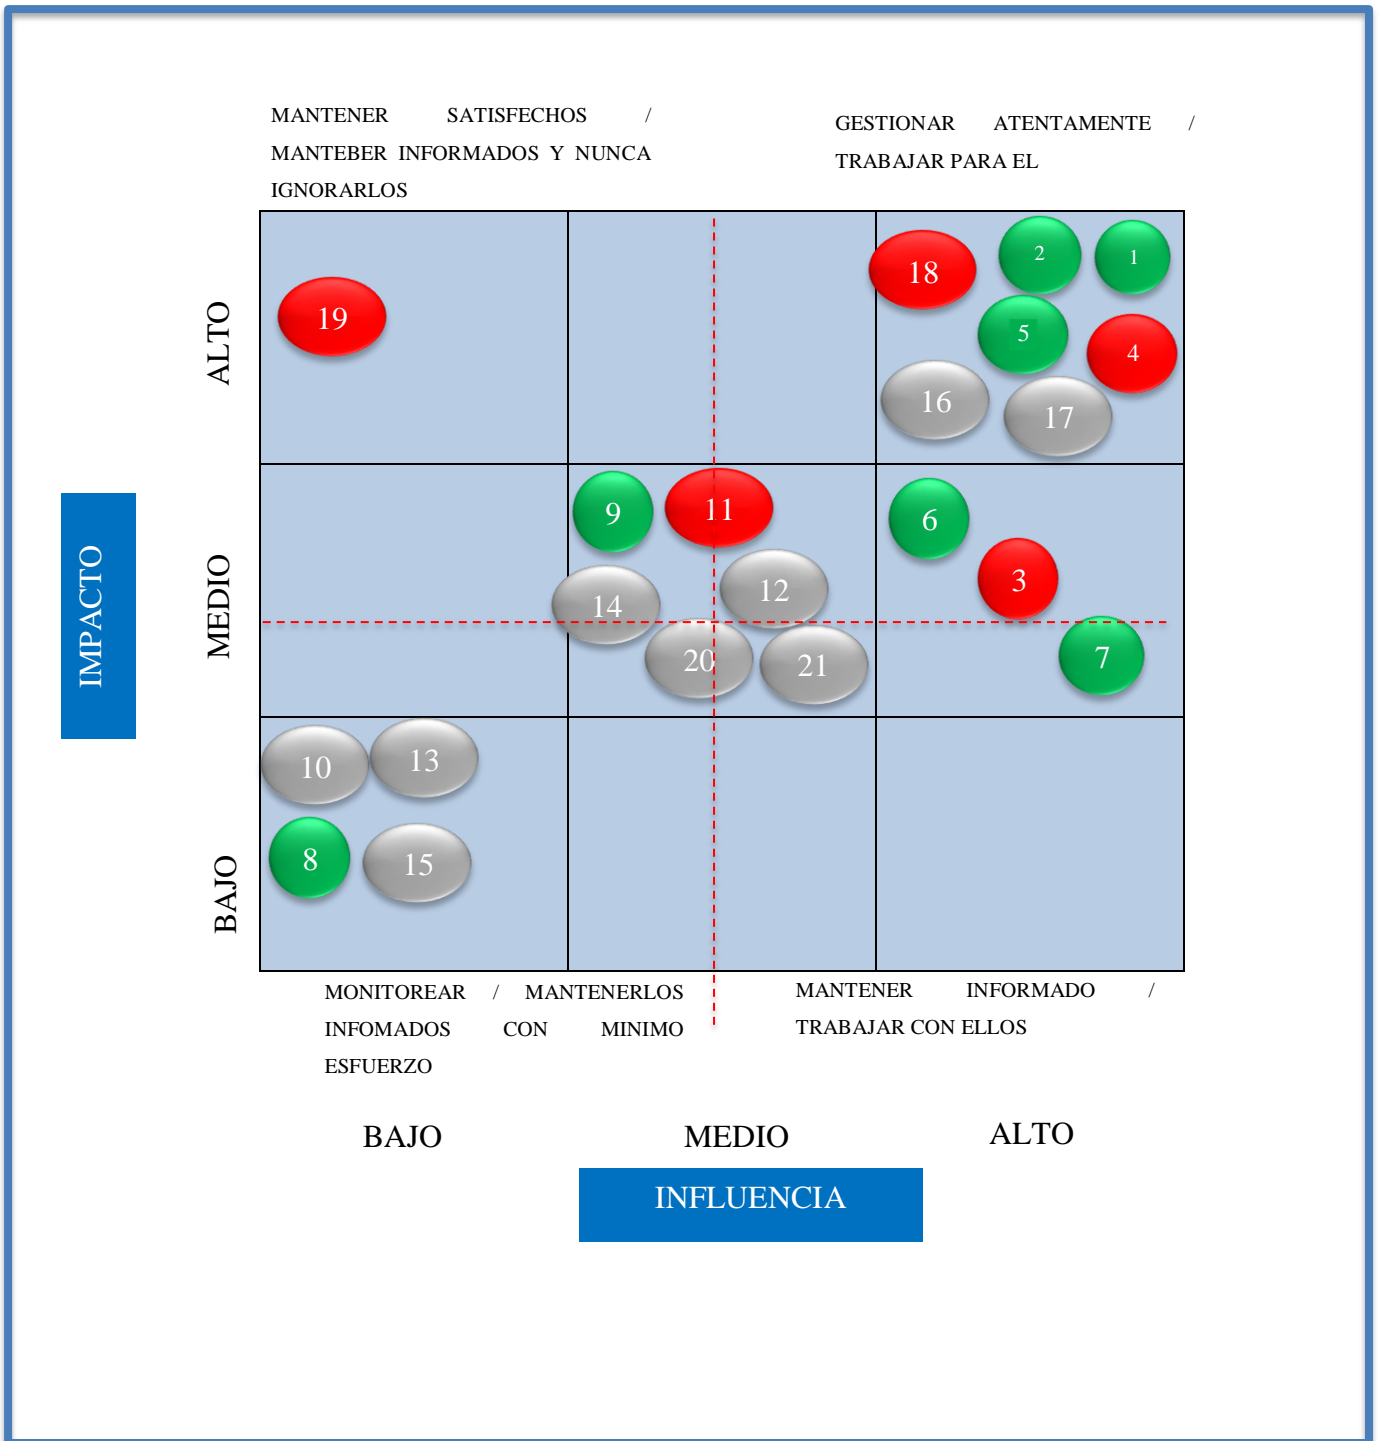 MANTENER SATISFECHOS /
MANTEBER INFORMADOS Y NUNCA
IGNORARLOS
GESTIONAR ATENTAMENTE /
TRABAJAR PARA EL
ALTO
MEDIO
BAJO
IMPACTO
19
18
2
1
5
4
16
17
9
11
14
12
20
21
6
3
7
10
13
8
15
MONITOREAR / MANTENERLOS
INFOMADOS CON MINIMO
ESFUERZO
MANTENER INFORMADO /
TRABAJAR CON ELLOS
BAJO
MEDIO
ALTO
INFLUENCIA